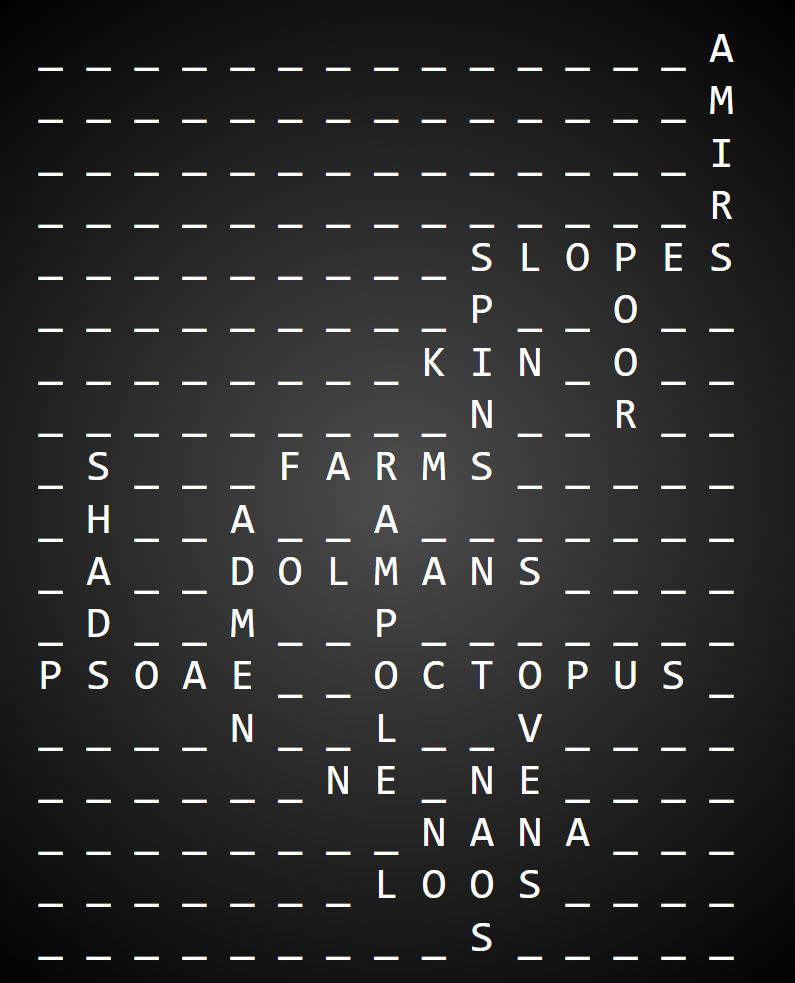 _ _ _ _ _ _ _ _ _ _ _ _ _ _ A
_ _ _ _ _ _ _ _ _ _ _ _ _ _ M
_ _ _ _ _ _ _ _ _ _ _ _ _ _ I
_ _ _ _ _ _ _ _ _ _ _ _ _ _ R
_ _ _ _ _ _ _ _ _ S L O P E S
_ _ _ _ _ _ _ _ _ P _ _ O _ _
_ _ _ _ _ _ _ _ K I N _ O _ _
_ _ _ _ _ _ _ _ _ N _ _ R _ _
_ S _ _ _ F A R M S _ _ _ _ _
_ H _ _ A _ _ A _ _ _ _ _ _ _
_ A _ _ D O L M A N S _ _ _ _
_ D _ _ M _ _ P _ _ _ _ _ _ _
P S O A E _ _ O C T O P U S _
_ _ _ _ N _ _ L _ _ V _ _ _ _
_ _ _ _ _ _ N E _ N E _ _ _ _
_ _ _ _ _ _ _ _ N A N A _ _ _
_ _ _ _ _ _ _ L O O S _ _ _ _
_ _ _ _ _ _ _ _ _ S _ _ _ _ _